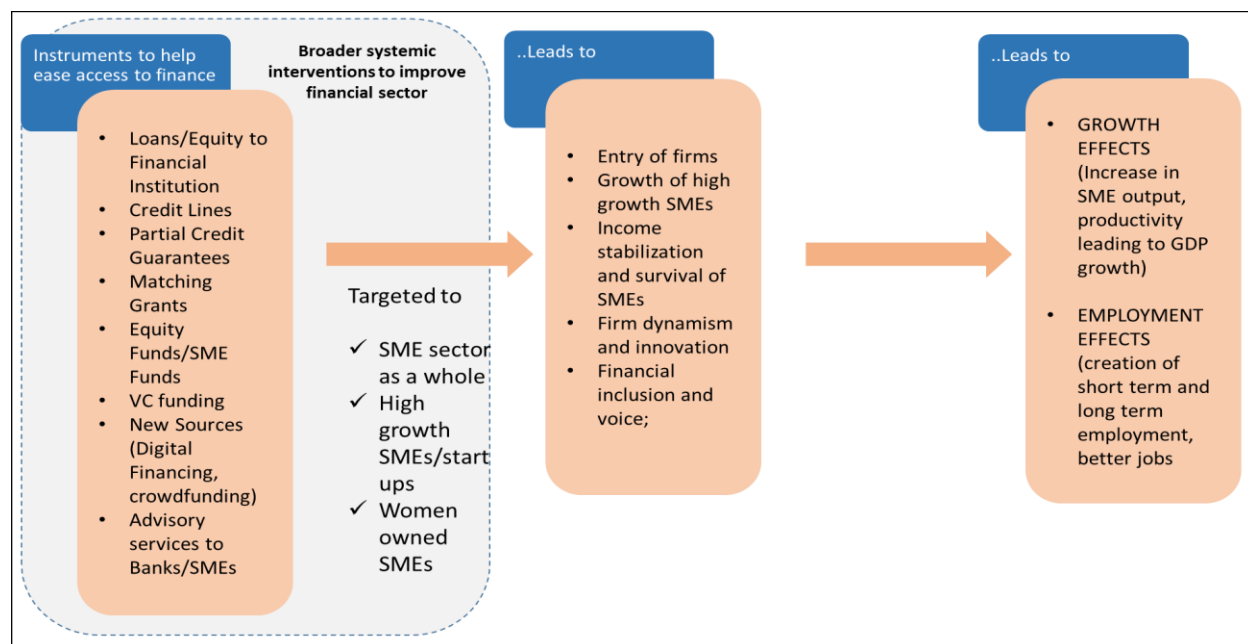 Instruments to help
ease access to finance
Broader systemic
interventions to improve
financial sector
• Loans/Equity to
Financial
Institution
• Credit Lines
• Partial Credit
Guarantees
• Matching
Grants
• Equity
Funds/SME
Funds
• VC funding
• New Sources
(Digital
Financing,
crowdfunding)
• Advisory
services to
Banks/SMEs
Targeted to
✓ SME sector
as a whole
✓ High
growth
SMEs/start
ups
✓ Women
owned
SMEs
..Leads to
• Entry of firms
• Growth of high
growth SMEs
• Income
stabilization
and survival of
SMEs
• Firm dynamism
and innovation
• Financial
inclusion and
voice;
..Leads to
• GROWTH
EFFECTS
(Increase in
SME output,
productivity
leading to GDP
growth)
• EMPLOYMENT
EFFECTS
(creation of
short term and
long term
employment,
better jobs